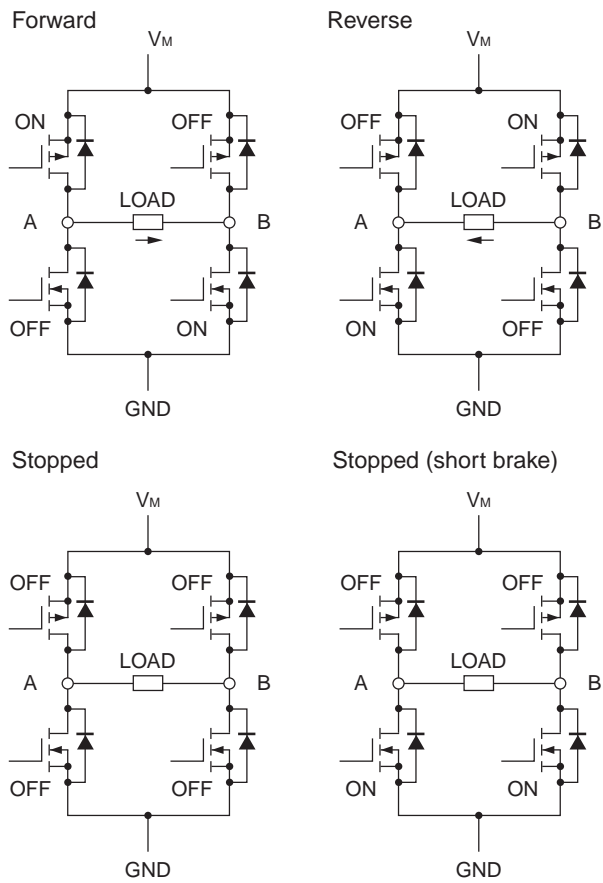 Forward
VM
ON
OFF
LOAD
A
B
OFF
ON
GND
Reverse
VM
OFF
ON
LOAD
A
B
ON
OFF
GND
Stopped
VM
OFF
OFF
LOAD
A
B
OFF
OFF
GND
Stopped (short brake)
VM
OFF
OFF
LOAD
A
B
ON
ON
GND